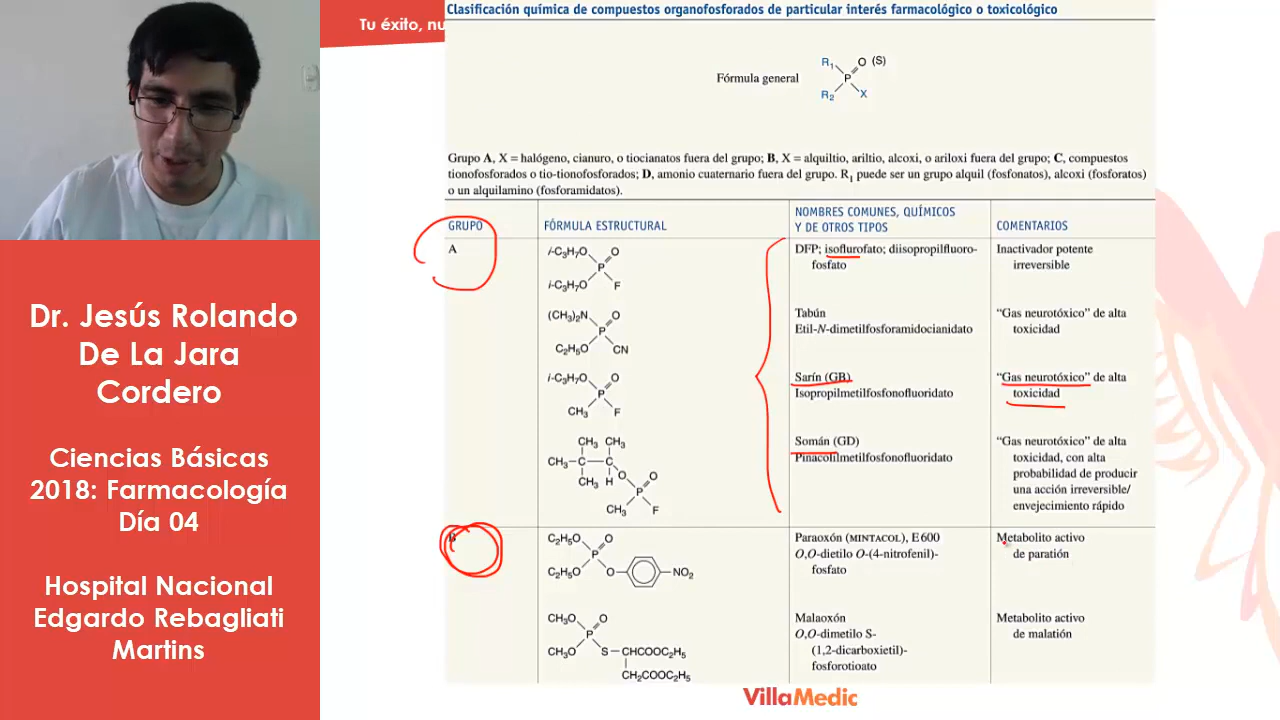 Tu éxito, nu
Clasificación química de compuestos organofosforados de particular interés farmacológico o toxicológico
Fórmula general
R1 O (S)
P
R2 X
Grupo A, X = halógeno, cianuro, o tiocianatos fuera del grupo; B, X = alquiltio, ariltio, alcoxi, o ariloxi fuera del grupo; C, compuestos
tionofosforados o tio-tionofosforados; D, amonio cuaternario fuera del grupo. R1 puede ser un grupo alquil (fosfonatos), alcoxi (fosforatos)
o un alquilamino (fosforamidatos).
GRUPO
FÓRMULA ESTRUCTURAL
NOMBRES COMUNES, QUÍMICOS
Y DE OTROS TIPOS
COMENTARIOS
A
i-C3H7O O
P
i-C3H7O F
DFP; isoflurofato; diisopropilfluoro-
fosfato
Inactivador potente
irreversible
(CH3)2N O
P
C2H5O CN
Tabún
Etil-N-dimetilfosforamidocianidato
"Gas neurotóxico" de alta
toxicidad
i-C3H7O O
P
CH3 F
Sarín (GB)
Isopropilmetilfosfonofluoridato
"Gas neurotóxico" de alta
toxicidad
CH3 CH3
CH3 C C
CH3 H O O
P
CH3 F
Somán (GD)
Pinacolilmetilfosfonofluoridato
"Gas neurotóxico" de alta
toxicidad, con alta
probabilidad de producir
una acción irreversible/
envejecimiento rápido
B
C2H5O O
P
C2H5O O NO2
Paraoxón (MINTACOL), E 600
O,O-dietilo O-(4-nitrofenil)-
fosfato
Metabolito activo
de paratión
CH3O O
P
CH3O S CHCOOC2H5
CH2COOC2H5
Malaoxón
O,O-dimetilo S-
(1,2-dicarboxietil)-
fosforotioato
Metabolito activo
de malatión
Dr. Jesús Rolando
De La Jara
Cordero
Ciencias Básicas
2018: Farmacología
Día 04
Hospital Nacional
Edgardo Rebagliati
Martins
VillaMedic